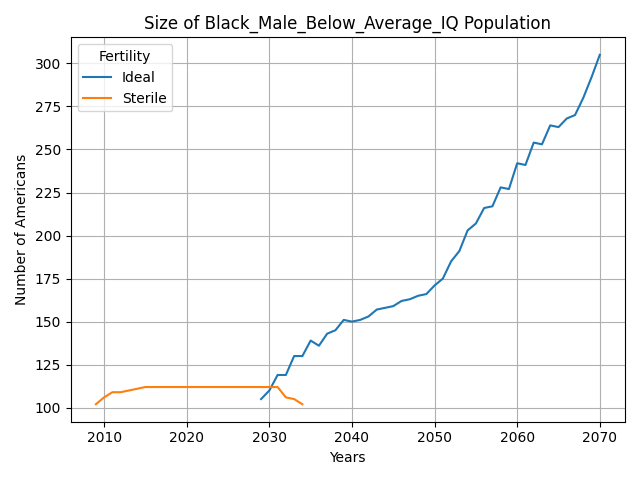 Size of Black_Male_Below_Average_IQ Population
Number of Americans
300
275
250
225
200
175
150
125
100
Fertility
Ideal
Sterile
2010 2020 2030 2040 2050 2060 2070
Years